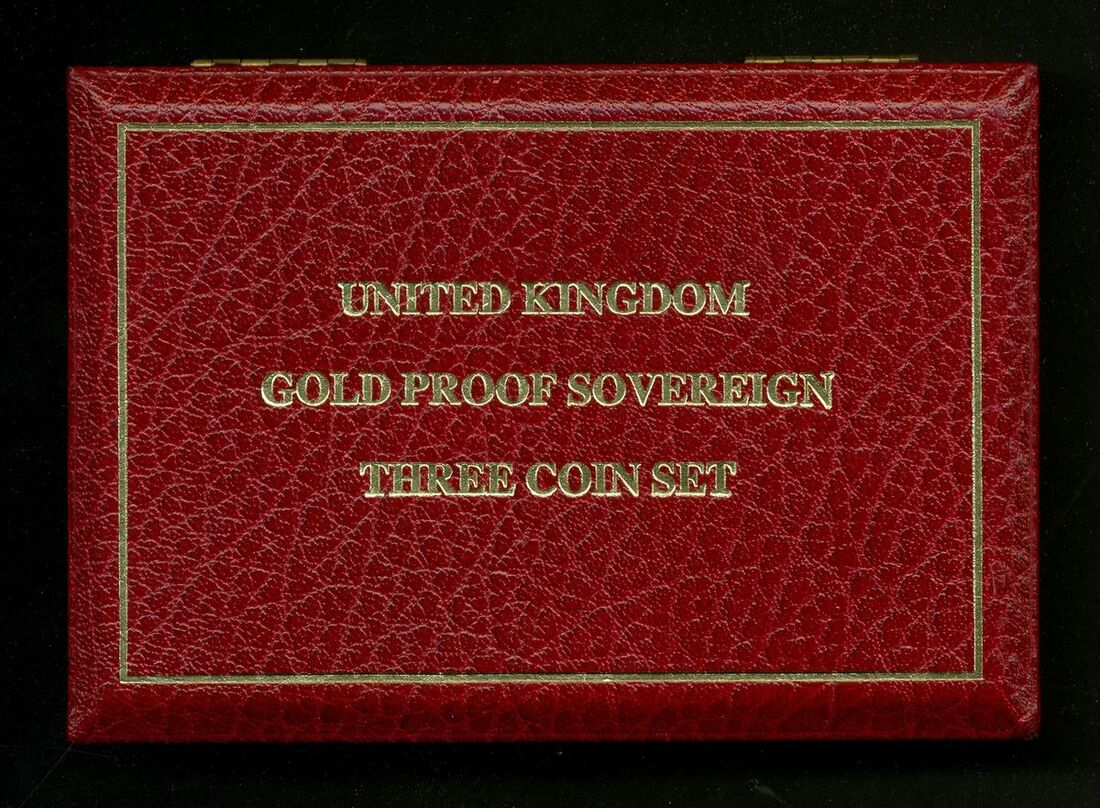 UNITED KINGDOM
GOLD PROOF SOVEREIGN
THREE COIN SET